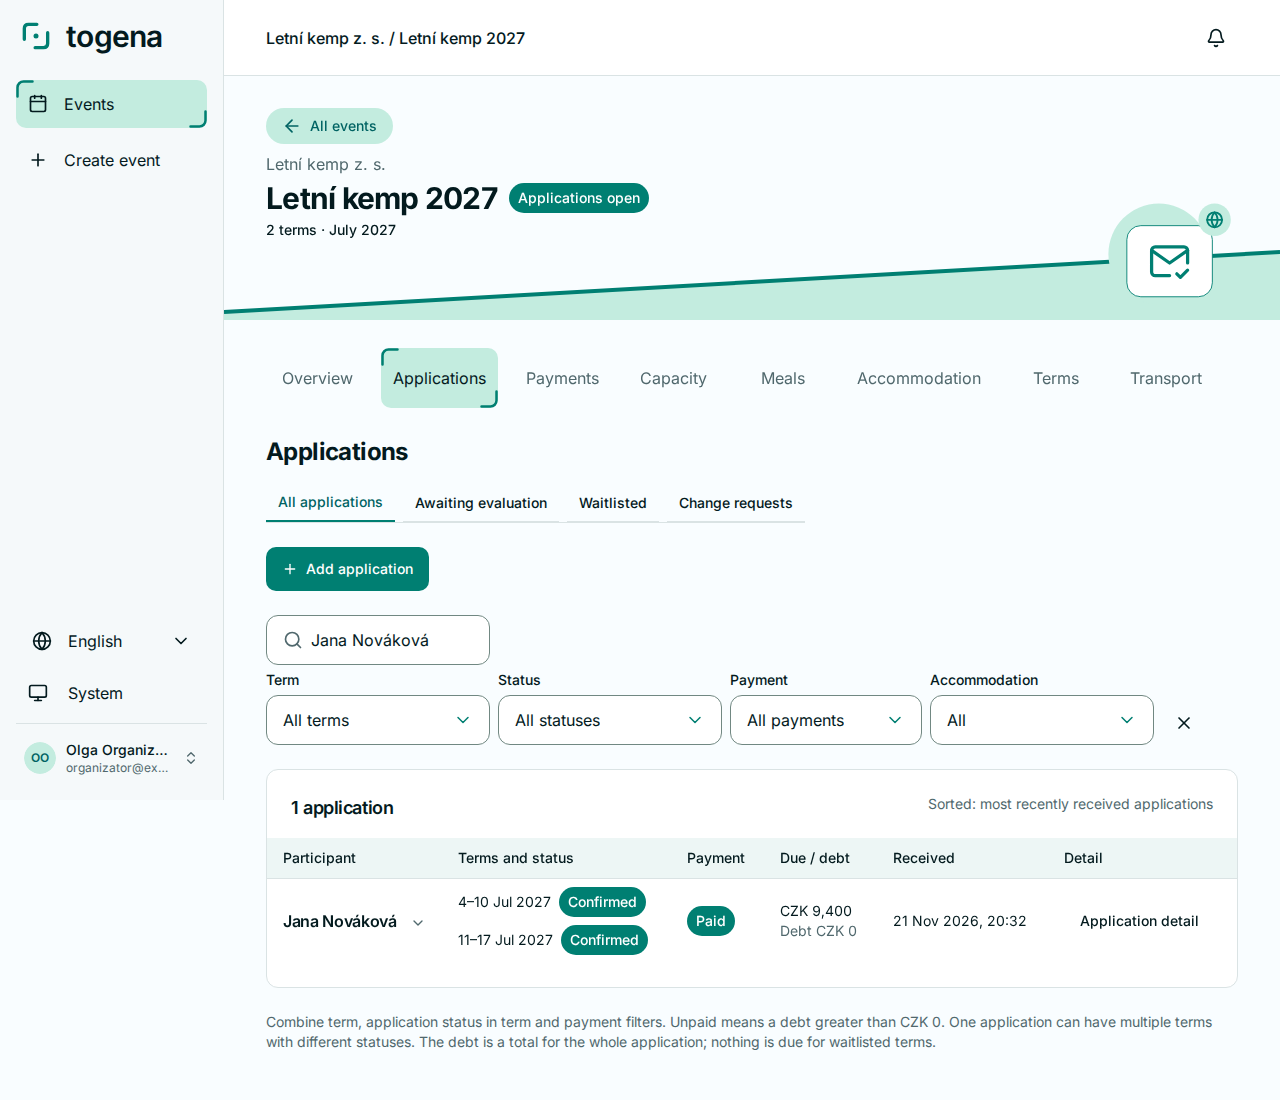 togena
Events
Create event
English
System
OO
Olga Organiz...
organizator@ex...
Letní kemp z. s. / Letní kemp 2027
All events
Letní kemp z. s.
Letní kemp 2027 Applications open
2 terms · July 2027
Overview Applications Payments Capacity Meals Accommodation Terms Transport
Applications
All applications Awaiting evaluation Waitlisted Change requests
Add application
Jana Nováková
Term Status Payment Accommodation
All terms All statuses All payments All
1 application Sorted: most recently received applications
Participant Terms and status Payment Due / debt Received Detail
Jana Nováková 4–10 Jul 2027 Confirmed Paid CZK 9,400 21 Nov 2026, 20:32 Application detail
11–17 Jul 2027 Confirmed Debt CZK 0
Combine term, application status in term and payment filters. Unpaid means a debt greater than CZK 0. One application can have multiple terms
with different statuses. The debt is a total for the whole application; nothing is due for waitlisted terms.